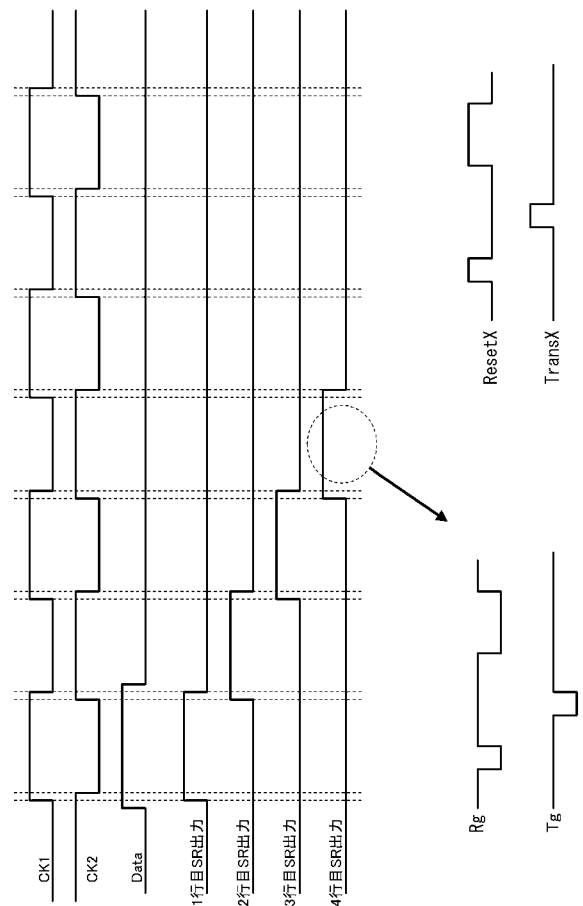 CK1
CK2
Data
1行目SR出力
2行目SR出力
3行目SR出力
4行目SR出力
Rg
Tg
ResetX
TransX